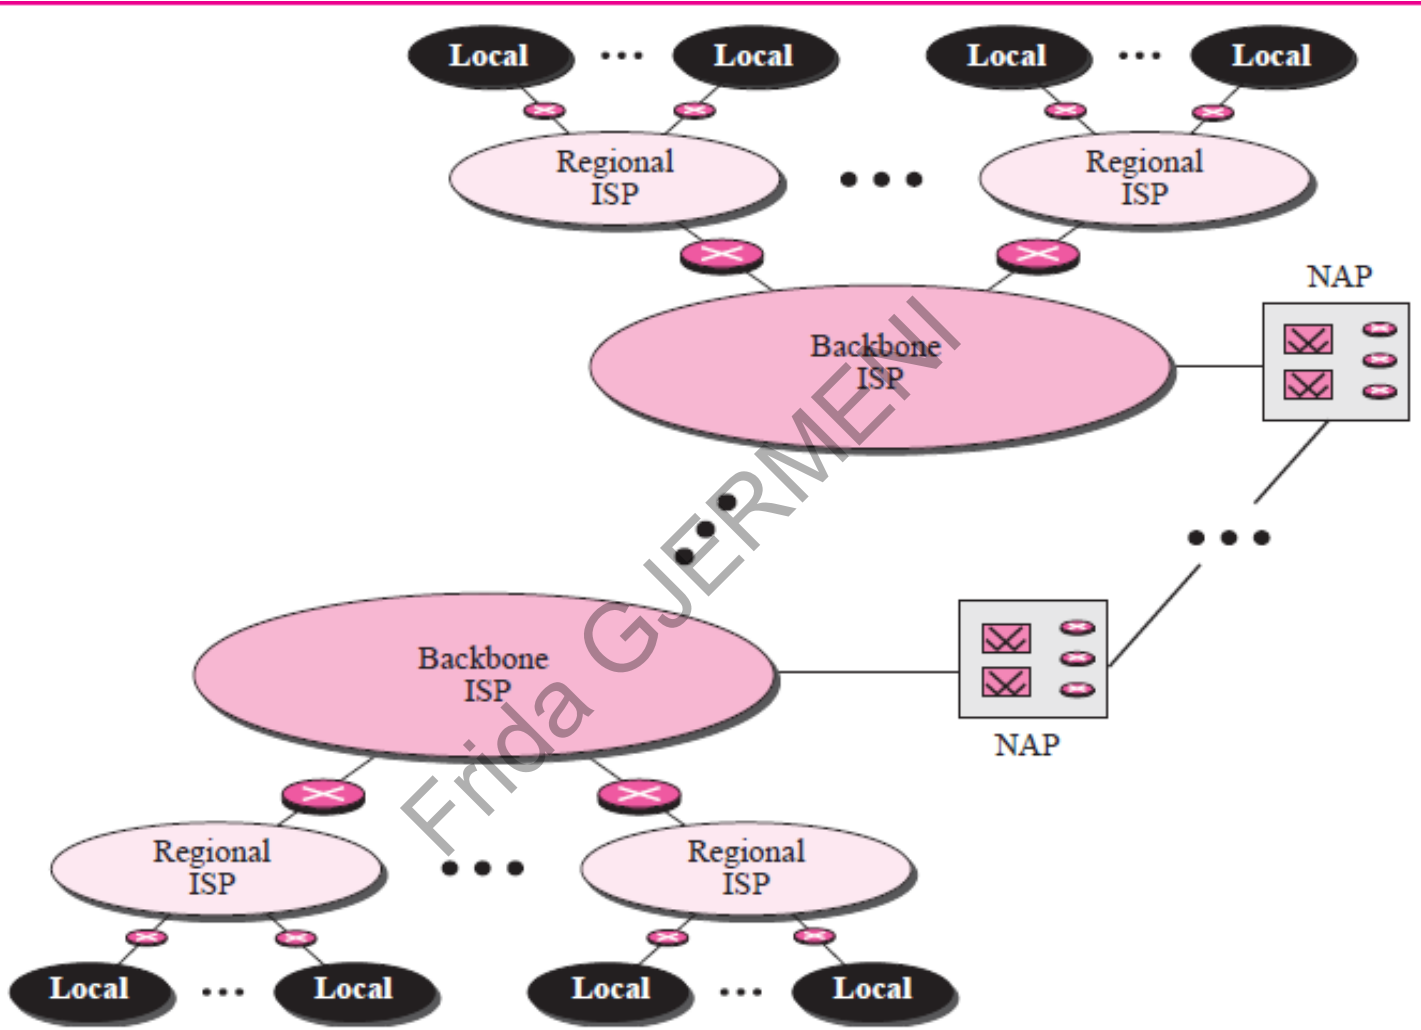 Local ... Local Local ... Local
Regional
ISP
Regional
ISP
NAP
Backbone
ISP
Backbone
ISP
NAP
Regional
ISP
Regional
ISP
Local ... Local Local ... Local
Frida GJERMENI